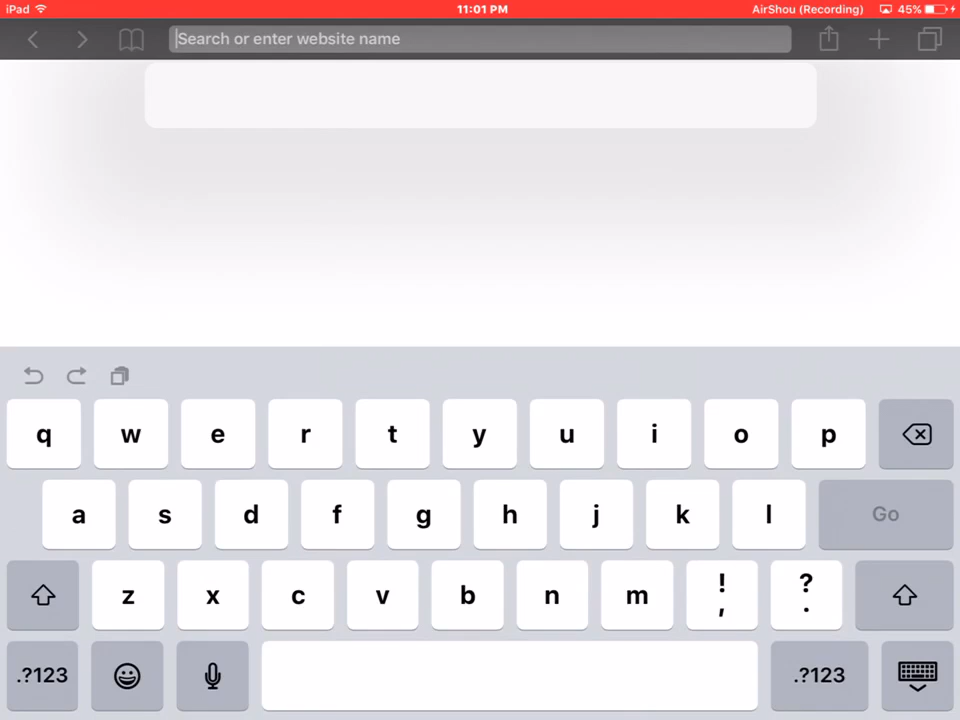 iPad 11:01 PM AirShou (Recording) 45%
Search or enter website name
q w e r t y u i o p
a s d f g h j k l Go
z x c v b n m ! , ? .
.?123 .?123